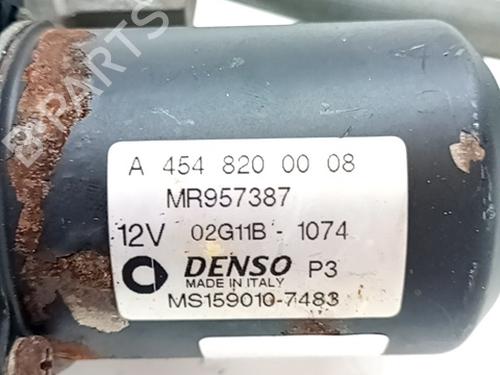 B-PARTS
A 454 820 00 08
MR957387
12V 02G11B - 1074
DENSO P3
MADE IN ITALY
MS159010-7483